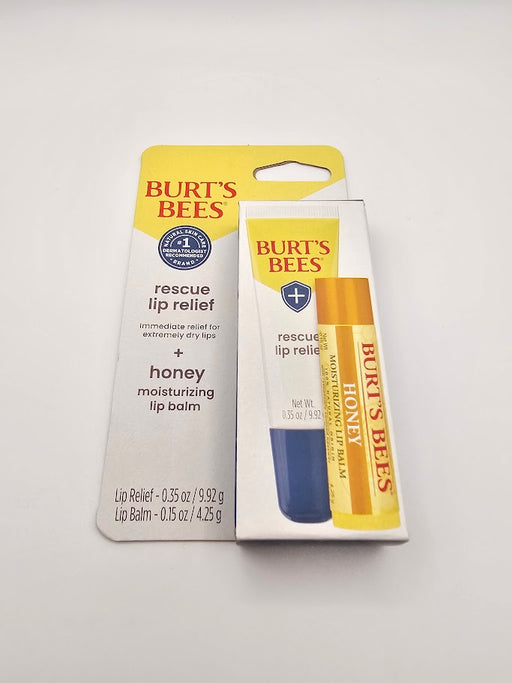 BURT'S
BEES®
NATURAL SKIN CARE
#1
DERMATOLOGIST
RECOMMENDED
BRAND
rescue
lip relief
immediate relief for
extremely dry lips
+
honey
moisturizing
lip balm
Lip Relief - 0.35 oz / 9.92 g
Lip Balm - 0.15 oz / 4.25 g
BURT'S
BEES®
rescue
lip relie
Net Wt.
0.35 oz / 9.92
BURT'S BEES
HONEY
MOISTURIZING LIP BALM